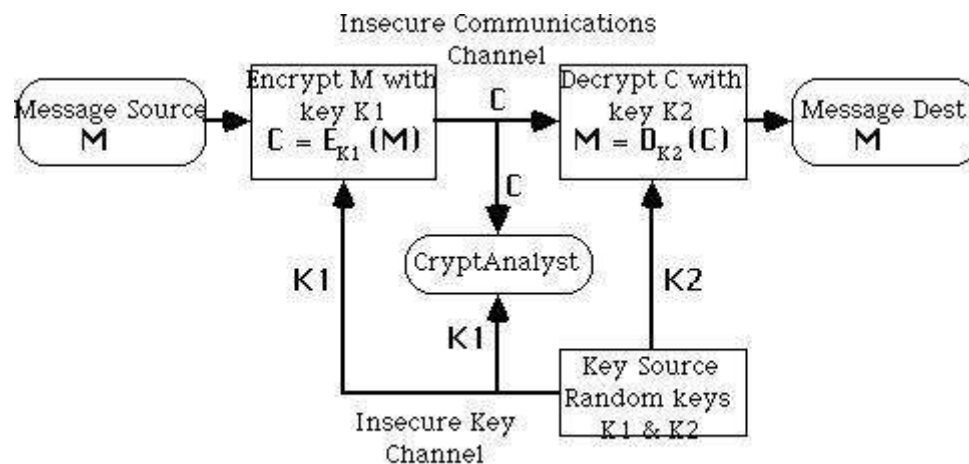 Insecure Communications
Channel
Message Source
M
Encrypt M with
key K1
C = E_K1 (M)
C
Decrypt C with
key K2
M = D_K2 (C)
Message Dest
M
C
CryptAnalyst
K1
K2
K1
Key Source
Random keys
K1 & K2
Insecure Key
Channel